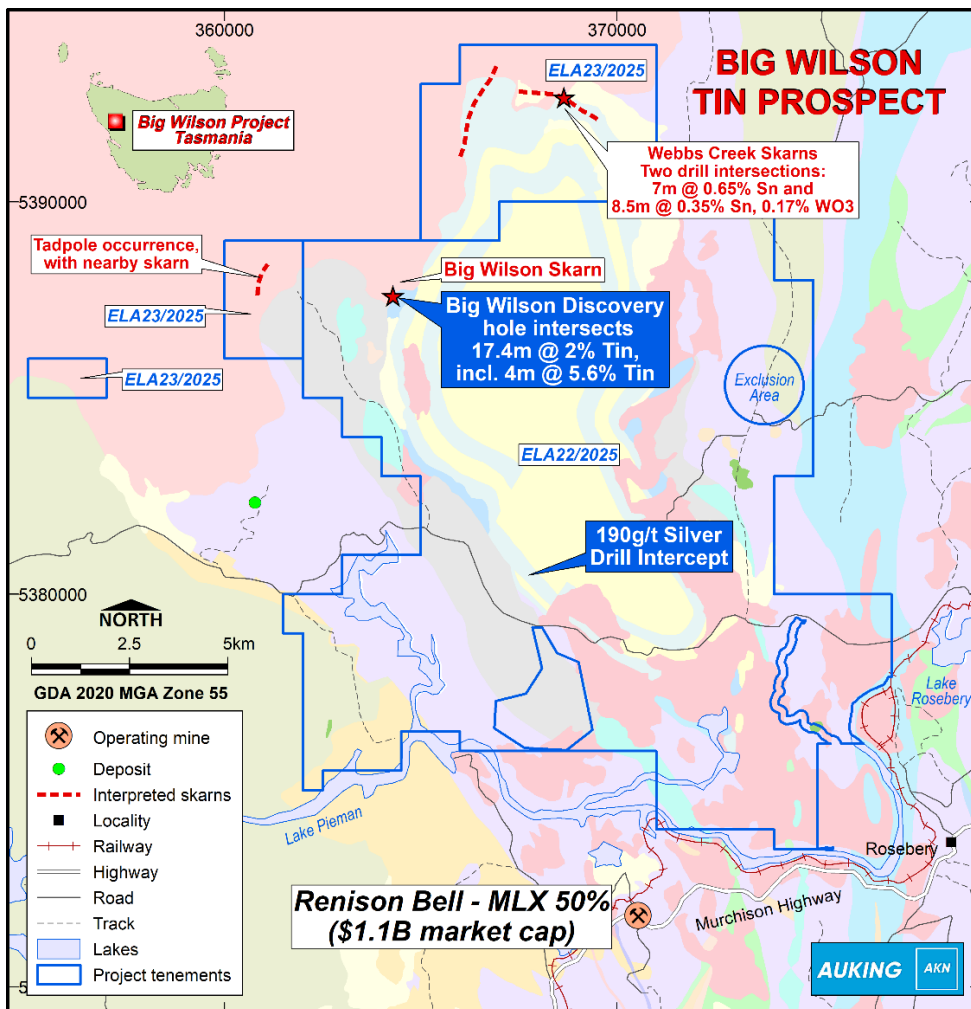 360000
370000
BIG WILSON
TIN PROSPECT
ELA23/2025
Big Wilson Project
Tasmania
Webbs Creek Skarns
Two drill intersections:
7m @ 0.65% Sn and
8.5m @ 0.35% Sn, 0.17% WO3
5390000
Tadpole occurrence,
with nearby skarn
Big Wilson Skarn
Big Wilson Discovery
hole intersects
17.4m @ 2% Tin,
incl. 4m @ 5.6% Tin
ELA23/2025
ELA23/2025
Exclusion
Area
ELA22/2025
190g/t Silver
Drill Intercept
5380000
NORTH
0 2.5 5km
GDA 2020 MGA Zone 55
Lake
Rosebery
Operating mine
Deposit
Interpreted skarns
Locality
Railway
Highway
Road
Track
Lakes
Project tenements
Lake Pieman
Rosebery
Renison Bell - MLX 50%
($1.1B market cap)
Murchison Highway
AUKING AKN